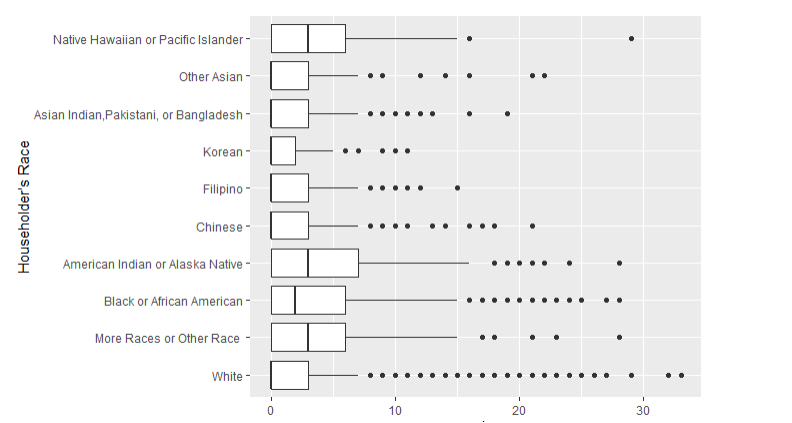 Householder's Race
Native Hawaiian or Pacific Islander
Other Asian
Asian Indian,Pakistani, or Bangladesh
Korean
Filipino
Chinese
American Indian or Alaska Native
Black or African American
More Races or Other Race
White
0 10 20 30